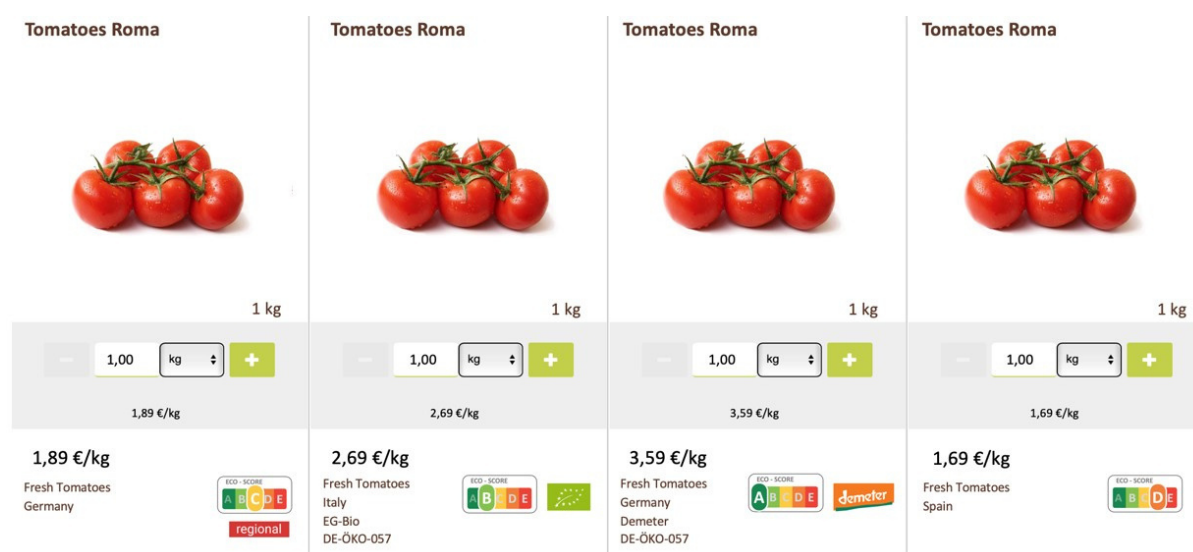 Tomatoes Roma
1 kg
1,00 kg
1,89 €/kg
1,89 €/kg
Fresh Tomatoes
Germany
ECO - SCORE
A B C D E
regional
Tomatoes Roma
1 kg
1,00 kg
2,69 €/kg
2,69 €/kg
Fresh Tomatoes
Italy
EG-Bio
DE-ÖKO-057
ECO - SCORE
A B C D E
Tomatoes Roma
1 kg
1,00 kg
3,59 €/kg
3,59 €/kg
Fresh Tomatoes
Germany
Demeter
DE-ÖKO-057
ECO - SCORE
A B C D E
demeter
Tomatoes Roma
1 kg
1,00 kg
1,69 €/kg
1,69 €/kg
Fresh Tomatoes
Spain
ECO - SCORE
A B C D E